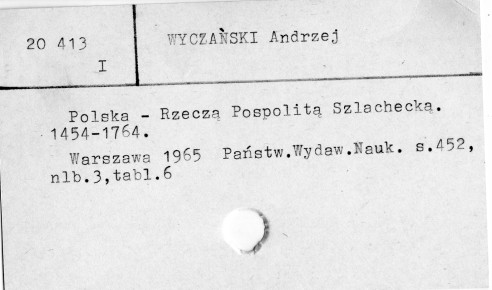 20 413
I
WYCZAŃSKI Andrzej
Polska - Rzeczą Pospolitą Szlachecką.
1454-1764.
Warszawa 1965 Państw.Wydaw.Nauk. s.452,
nlb.3,tabl.6